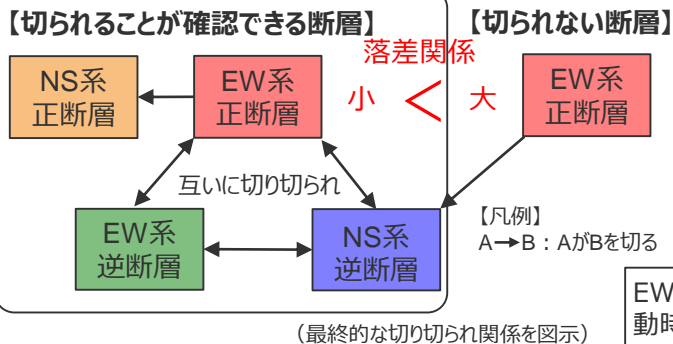 【切られることが確認できる断層】
【切られない断層】
落差関係
NS系
正断層
EW系
正断層
小 < 大
EW系
正断層
互いに切り切られ
EW系
逆断層
NS系
逆断層
【凡例】
A→B：AがBを切る
(最終的な切り切られ関係を図示)
EW
動時